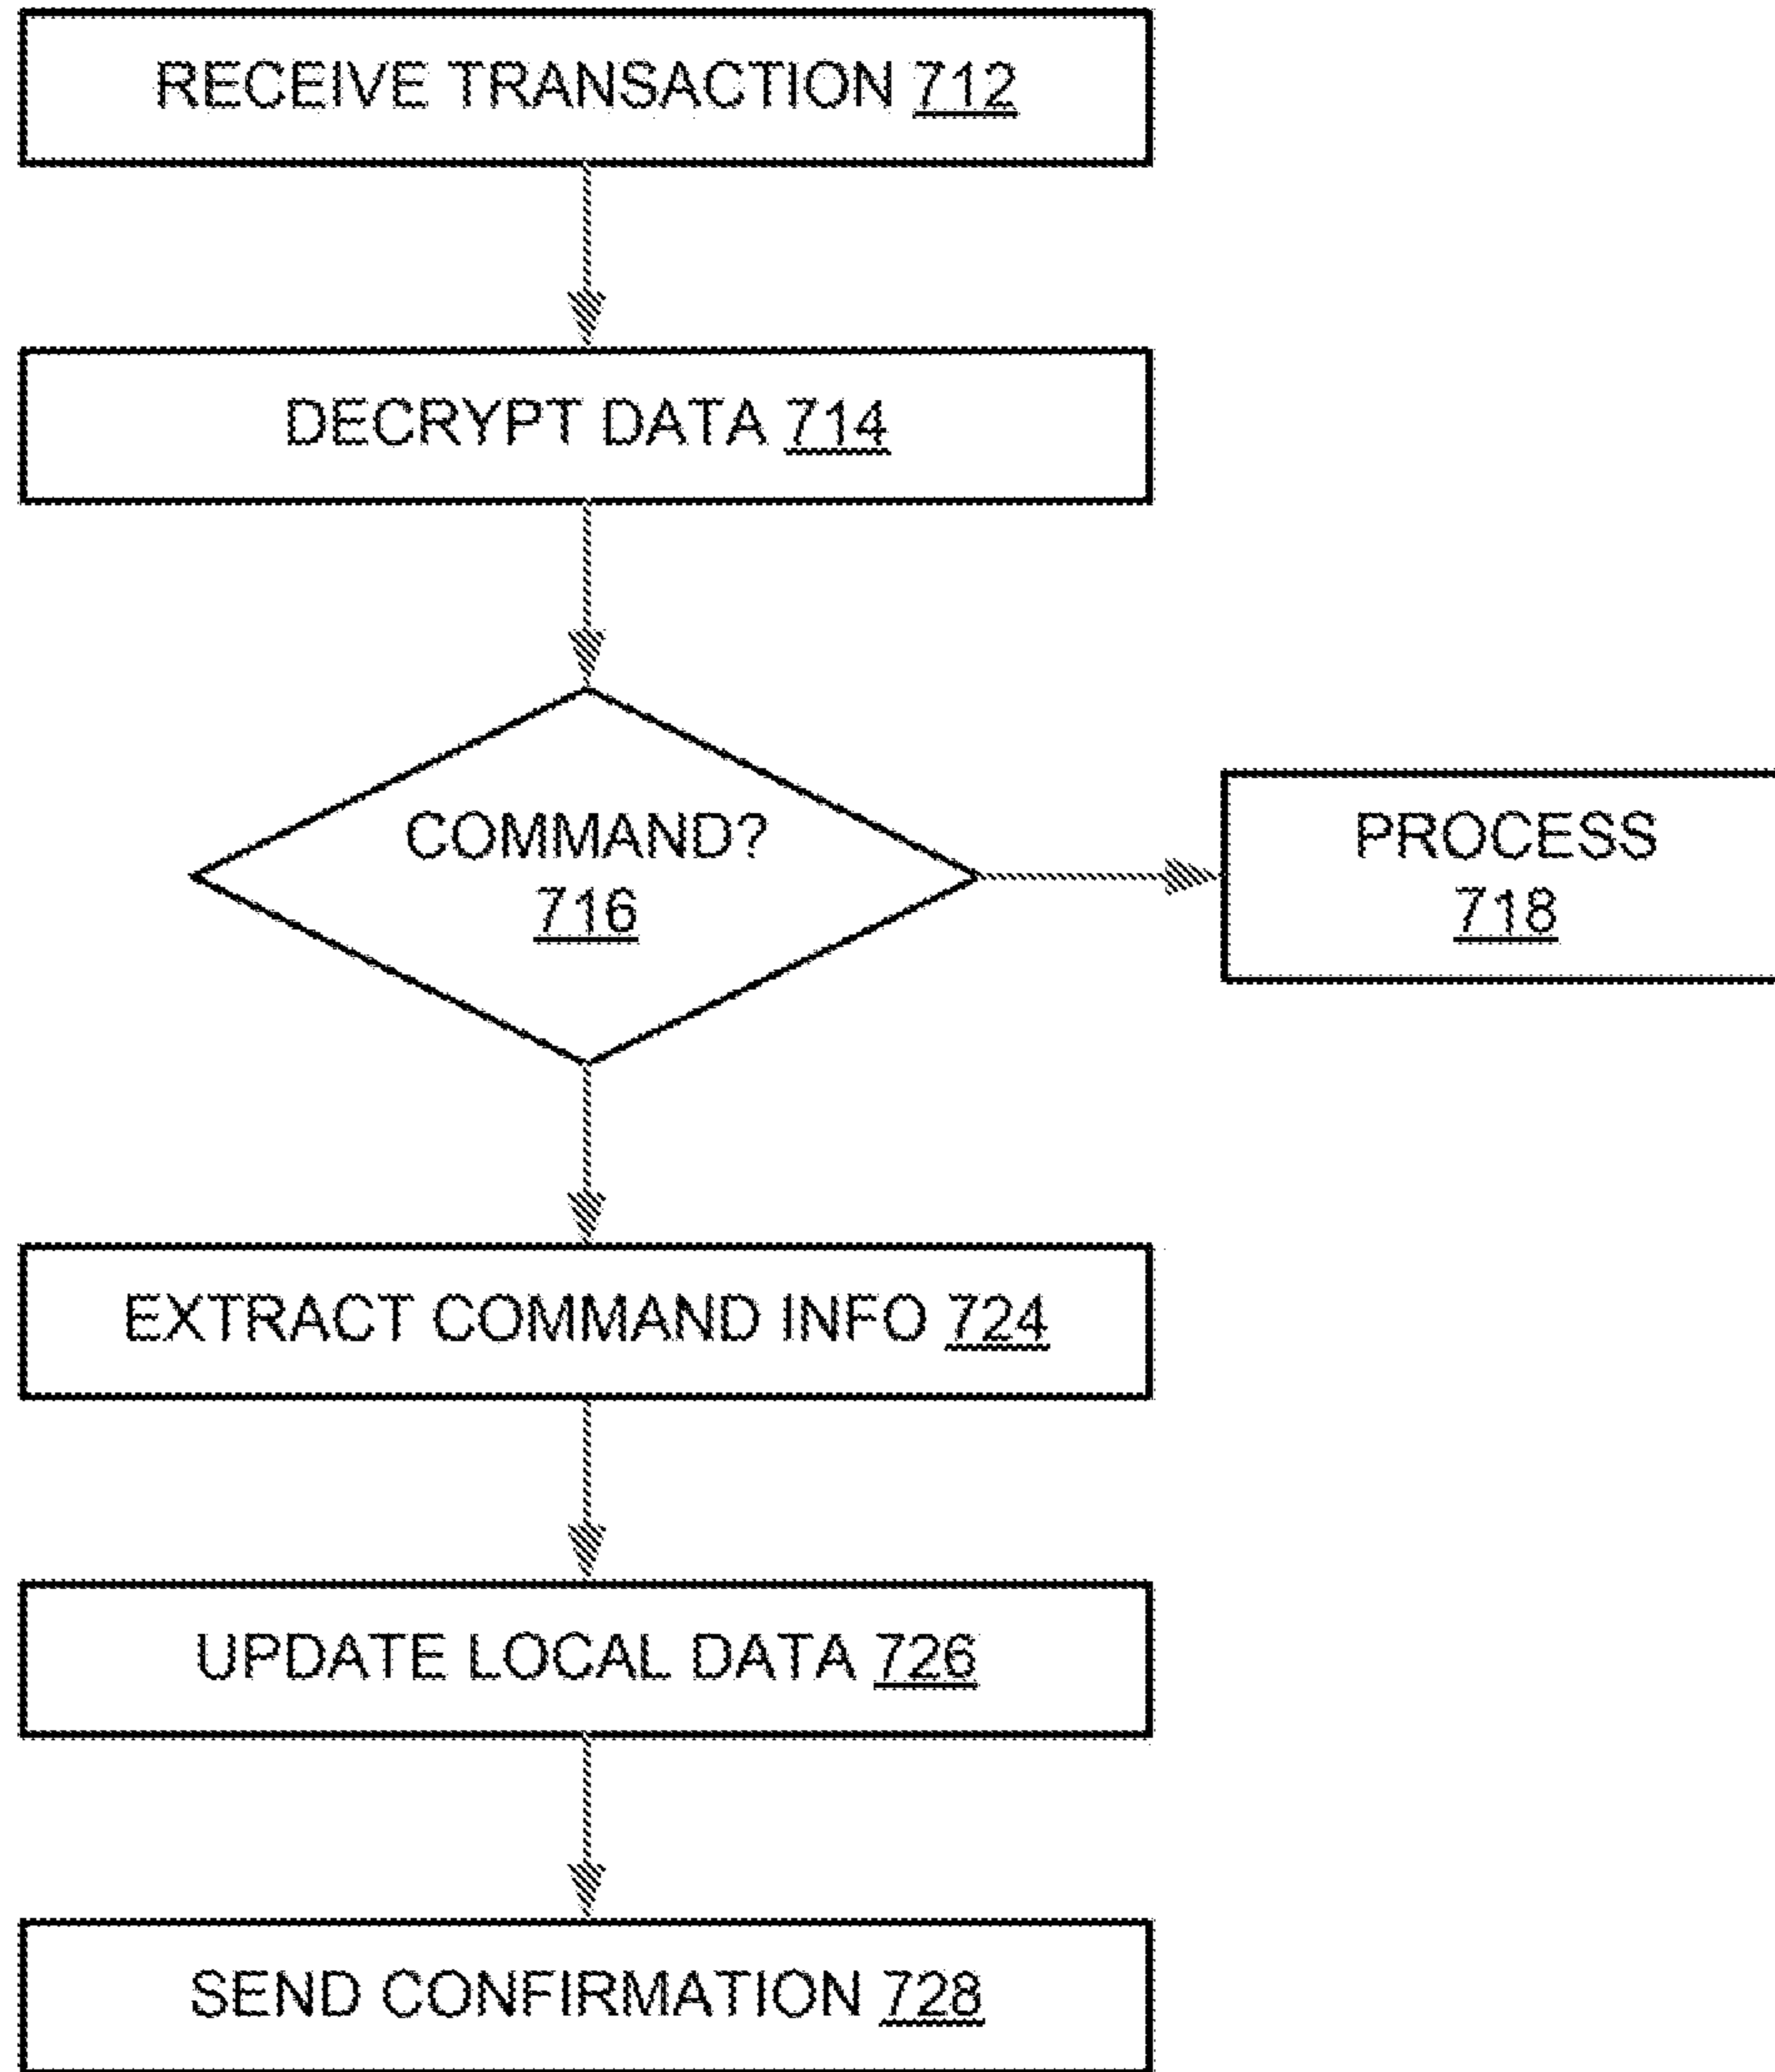 RECEIVE TRANSACTION 712
DECRYPT DATA 714
COMMAND?
716
PROCESS
718
EXTRACT COMMAND INFO 724
UPDATE LOCAL DATA 726
SEND CONFIRMATION 728